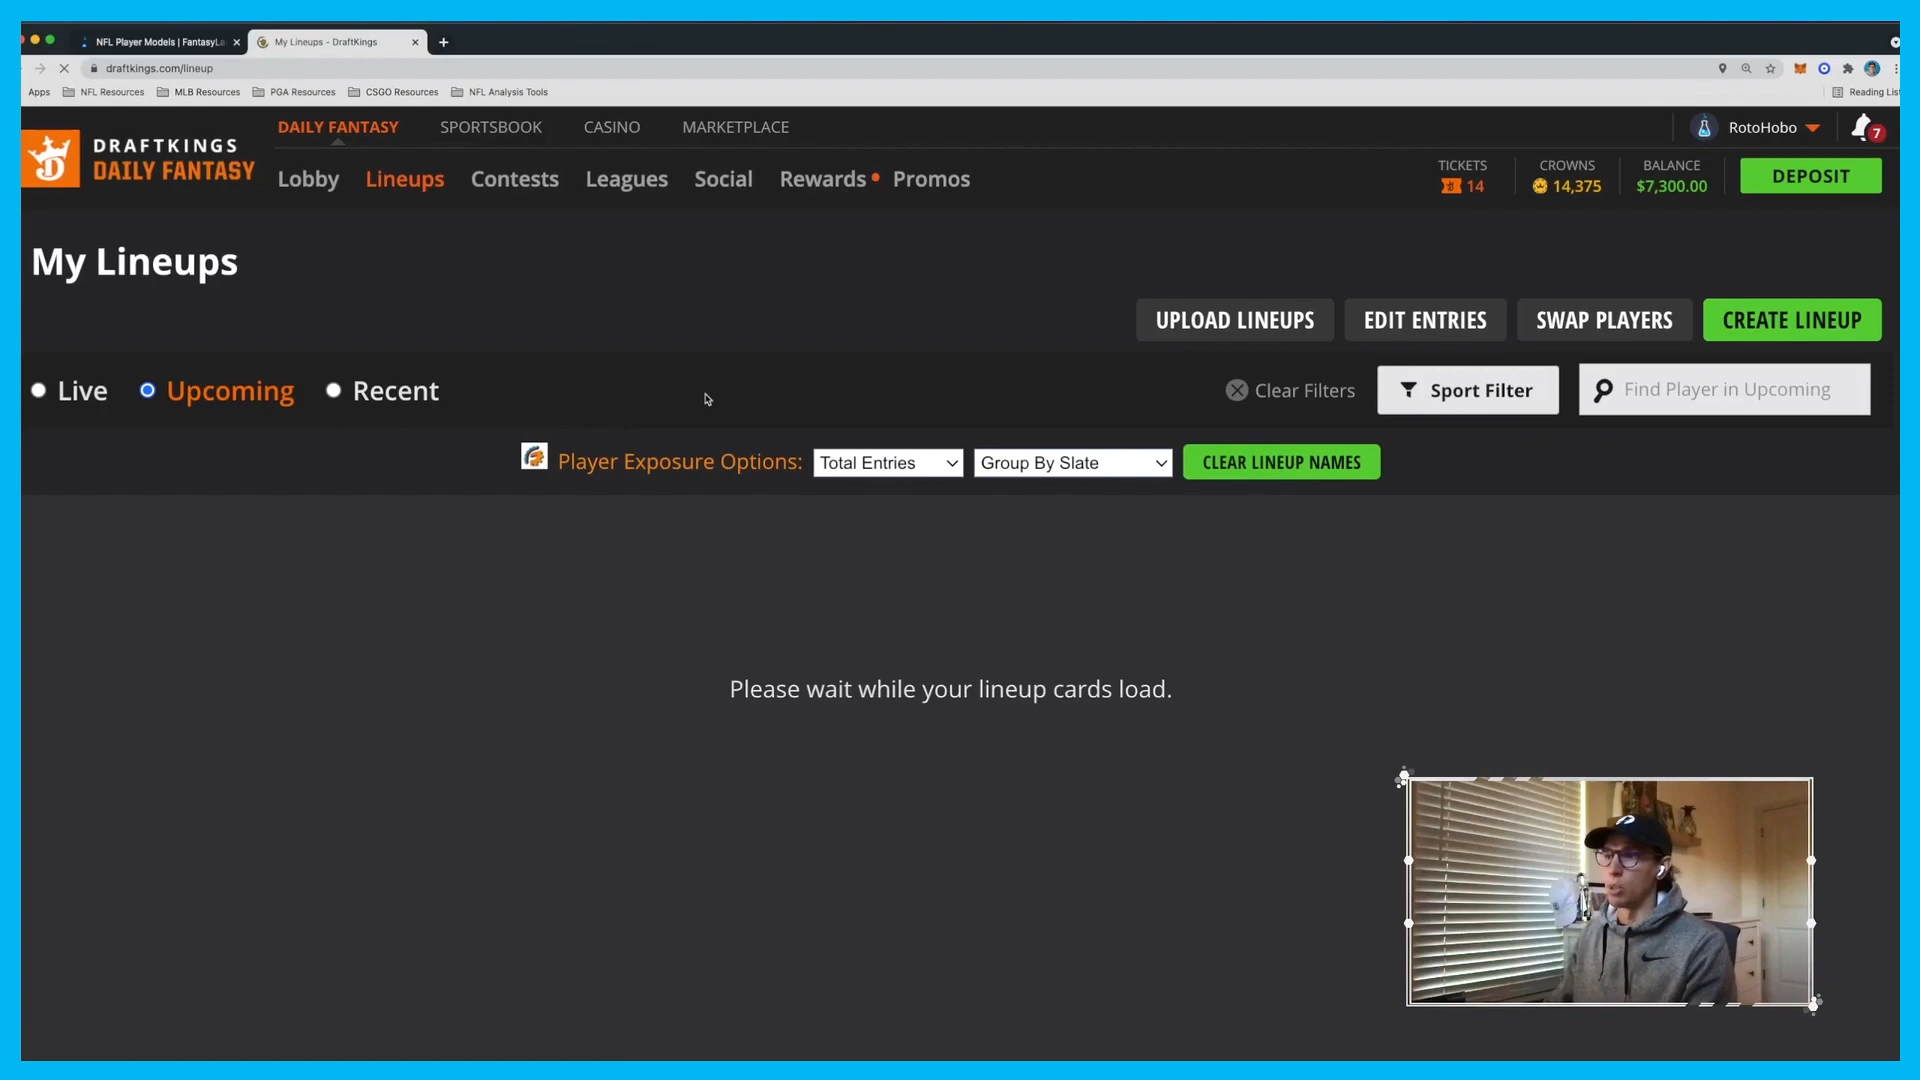 NFL Player Models | FantasyLa
My Lineups - DraftKings
draftkings.com/lineup
Apps NFL Resources MLB Resources PGA Resources CSGO Resources NFL Analysis Tools Reading List
DRAFTKINGS
DAILY FANTASY
DAILY FANTASY SPORTSBOOK CASINO MARKETPLACE
RotoHobo
7
Lobby Lineups Contests Leagues Social Rewards Promos
TICKETS
14
CROWNS
14,375
BALANCE
$7,300.00
DEPOSIT
My Lineups
UPLOAD LINEUPS EDIT ENTRIES SWAP PLAYERS CREATE LINEUP
Live Upcoming Recent
Clear Filters Sport Filter Find Player in Upcoming
Player Exposure Options: Total Entries Group By Slate CLEAR LINEUP NAMES
Please wait while your lineup cards load.